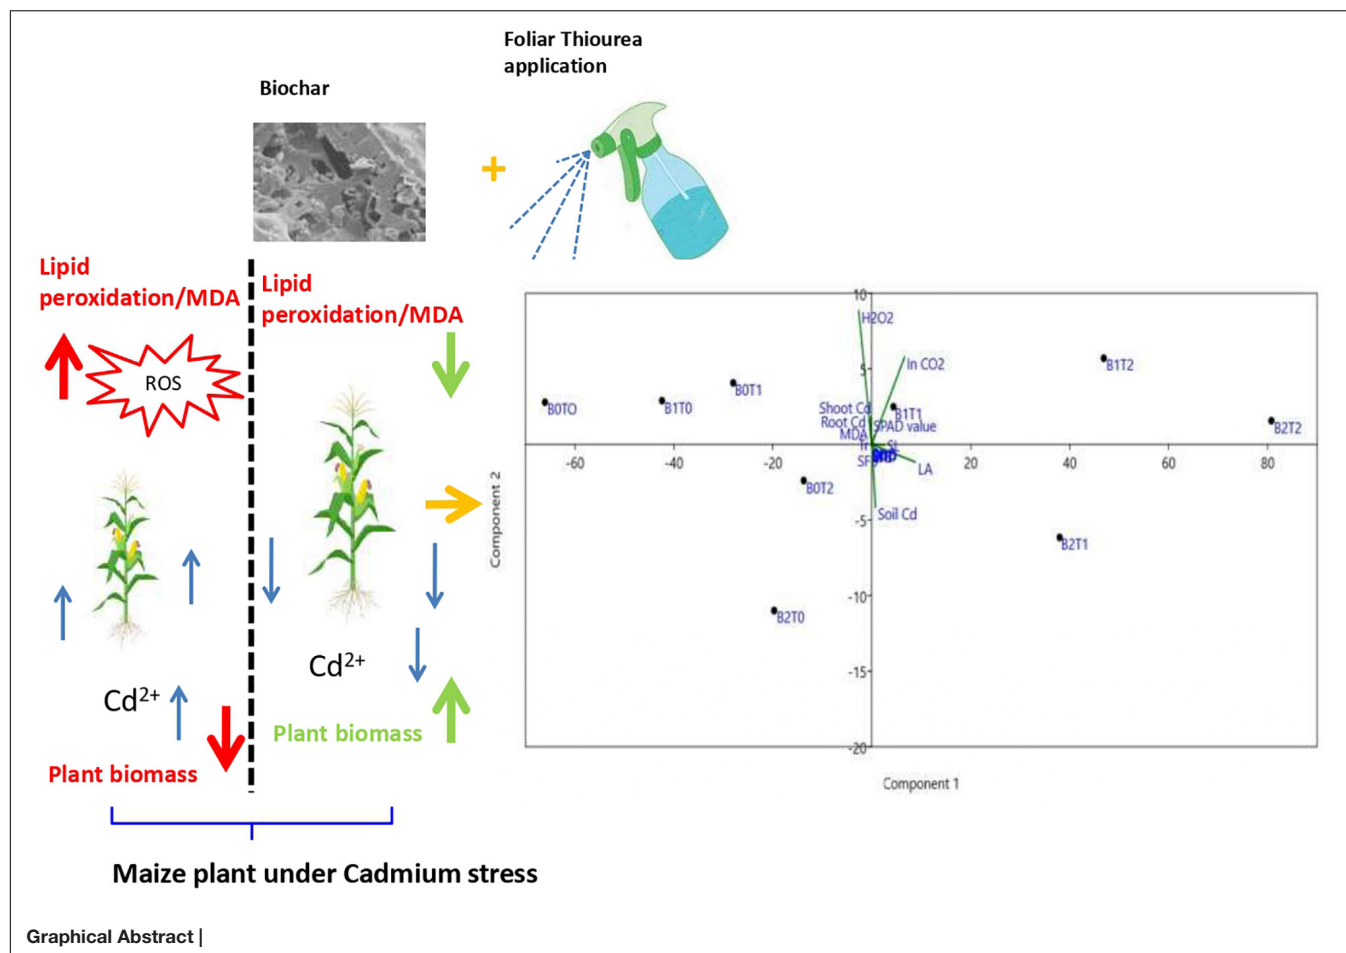 Foliar Thiourea
application
Biochar
+
Lipid
peroxidation/MDA
ROS
Lipid
peroxidation/MDA
Cd2+
Plant biomass
Cd2+
Plant biomass
Maize plant under Cadmium stress
10
H2O2
5
In CO2
B1T2
B0TO
B1T0
B0T1
Shoot Cd
B1T1
Root Cd
SPAD value
B2T2
MDA
SL
-60
-40
-20
20
40
60
80
LA
B0T2
Soil Cd
-5
B2T1
-10
B2T0
-15
-20
Component 2
Component 1
Graphical Abstract |